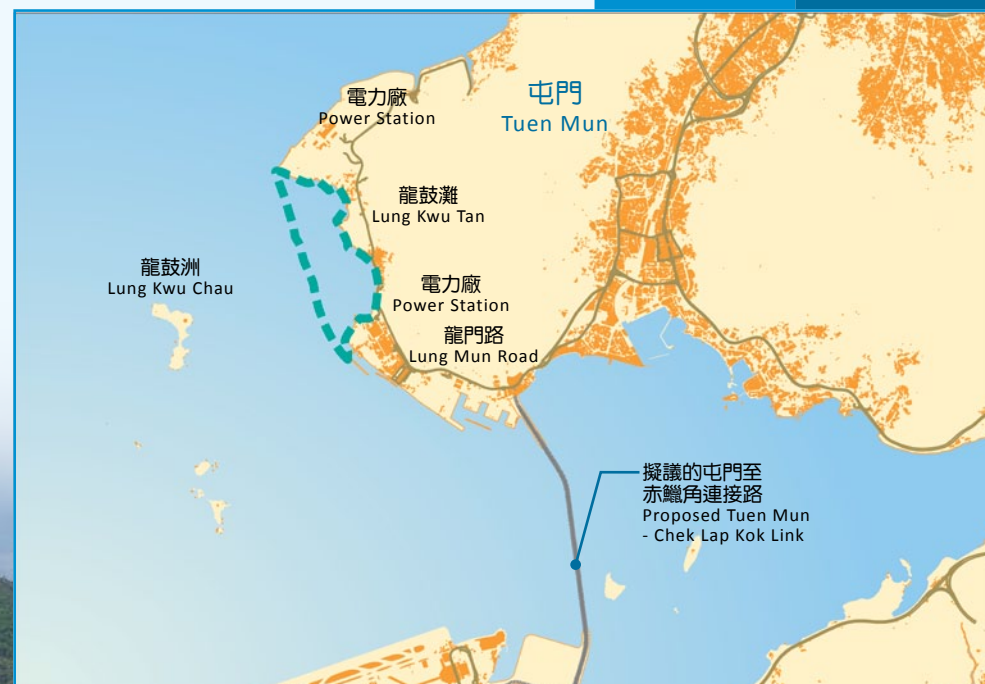 電力廠
Power Station
屯門
Tuen Mun
龍鼓灘
Lung Kwu Tan
龍鼓洲
Lung Kwu Chau
電力廠
Power Station
龍門路
Lung Mun Road
擬議的屯門至
赤鱲角連接路
Proposed Tuen Mun
- Chek Lap Kok Link